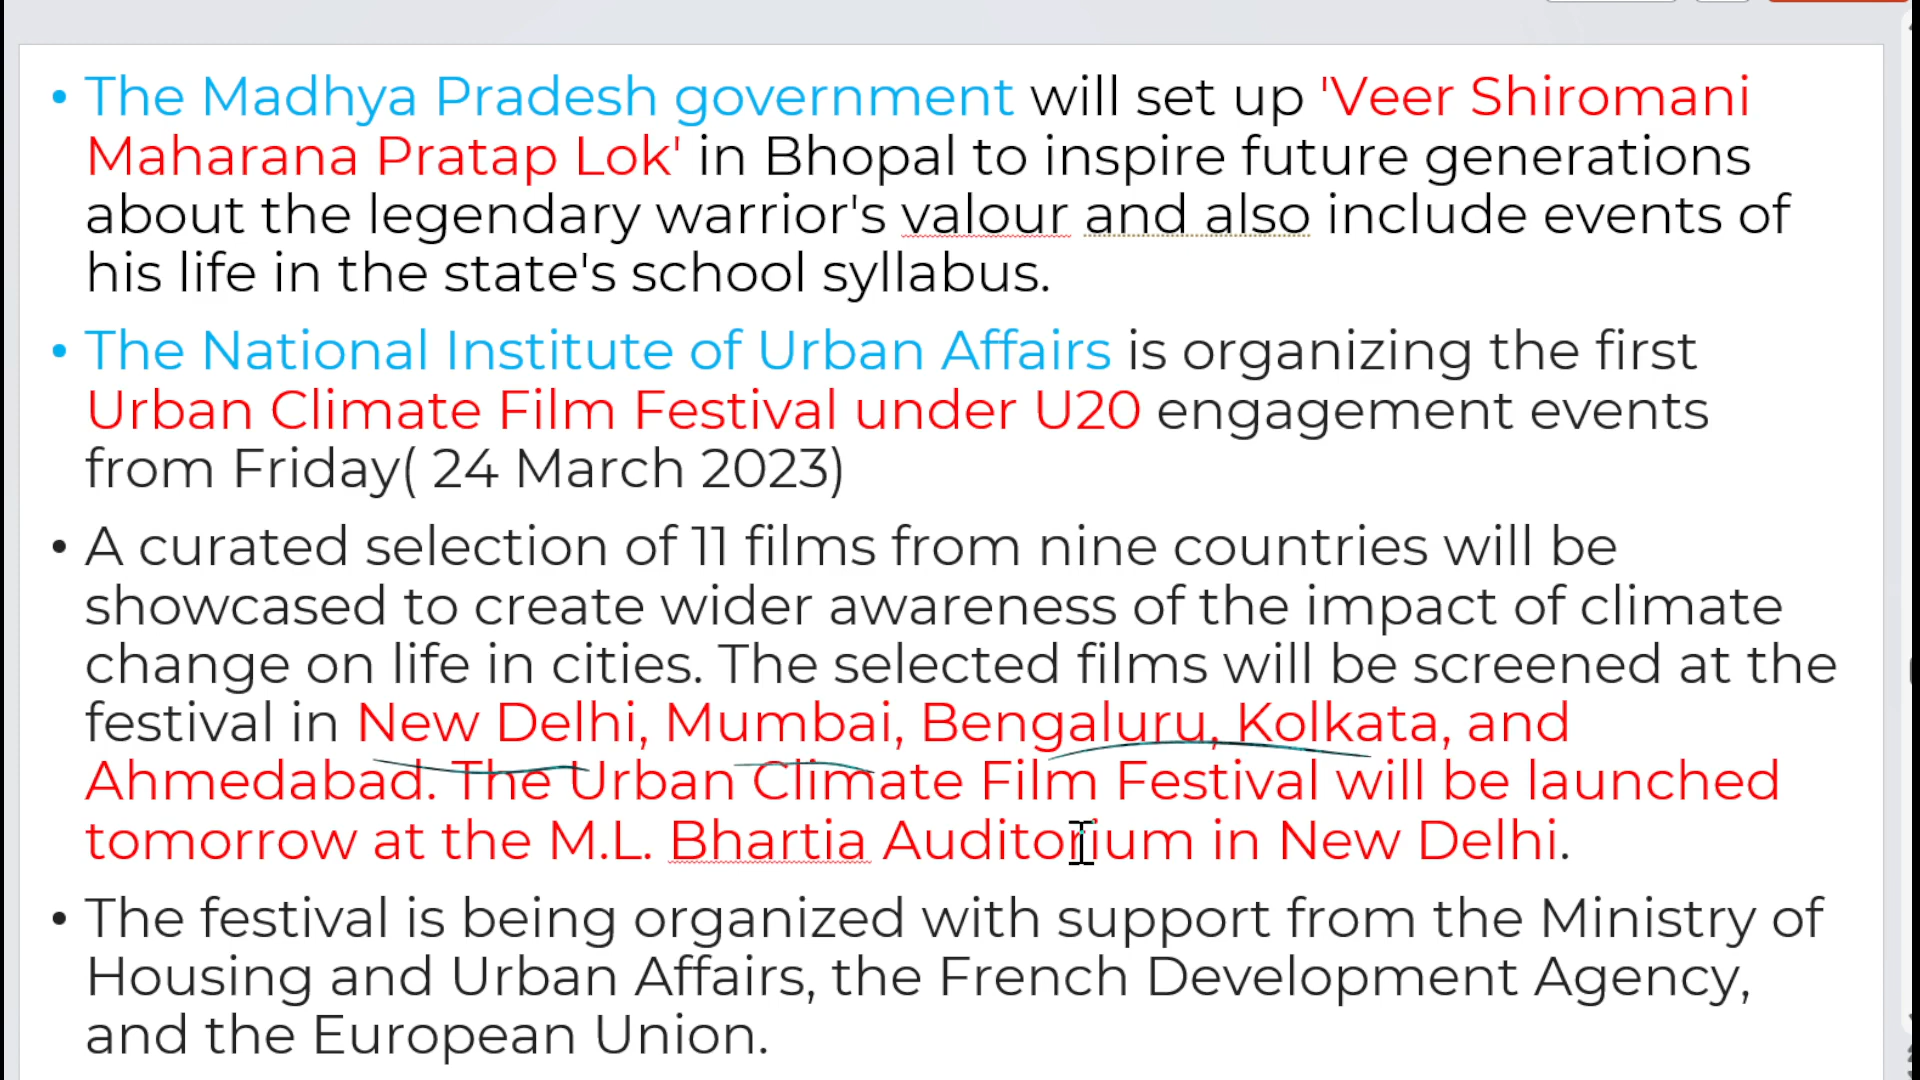 • The Madhya Pradesh government will set up 'Veer Shiromani
Maharana Pratap Lok' in Bhopal to inspire future generations
about the legendary warrior's valour and also include events of
his life in the state's school syllabus.
• The National Institute of Urban Affairs is organizing the first
Urban Climate Film Festival under U20 engagement events
from Friday( 24 March 2023)
• A curated selection of 11 films from nine countries will be
showcased to create wider awareness of the impact of climate
change on life in cities. The selected films will be screened at the
festival in New Delhi, Mumbai, Bengaluru, Kolkata, and
Ahmedabad. The Urban Climate Film Festival will be launched
tomorrow at the M.L. Bhartia Auditorium in New Delhi.
• The festival is being organized with support from the Ministry of
Housing and Urban Affairs, the French Development Agency,
and the European Union.